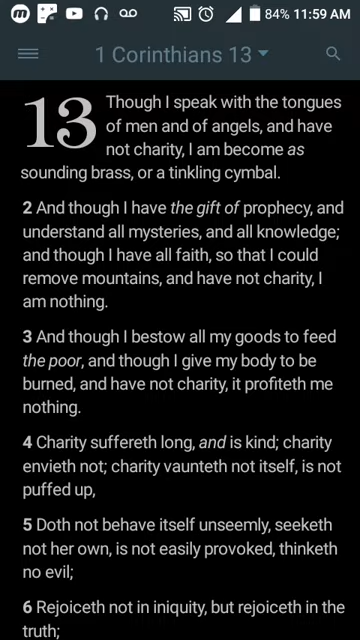 84% 11:59 AM
1 Corinthians 13
13 Though I speak with the tongues
of men and of angels, and have
not charity, I am become as
sounding brass, or a tinkling cymbal.
2 And though I have the gift of prophecy, and
understand all mysteries, and all knowledge;
and though I have all faith, so that I could
remove mountains, and have not charity, I
am nothing.
3 And though I bestow all my goods to feed
the poor, and though I give my body to be
burned, and have not charity, it profiteth me
nothing.
4 Charity suffereth long, and is kind; charity
envieth not; charity vaunteth not itself, is not
puffed up,
5 Doth not behave itself unseemly, seeketh
not her own, is not easily provoked, thinketh
no evil;
6 Rejoiceth not in iniquity, but rejoiceth in the
truth;